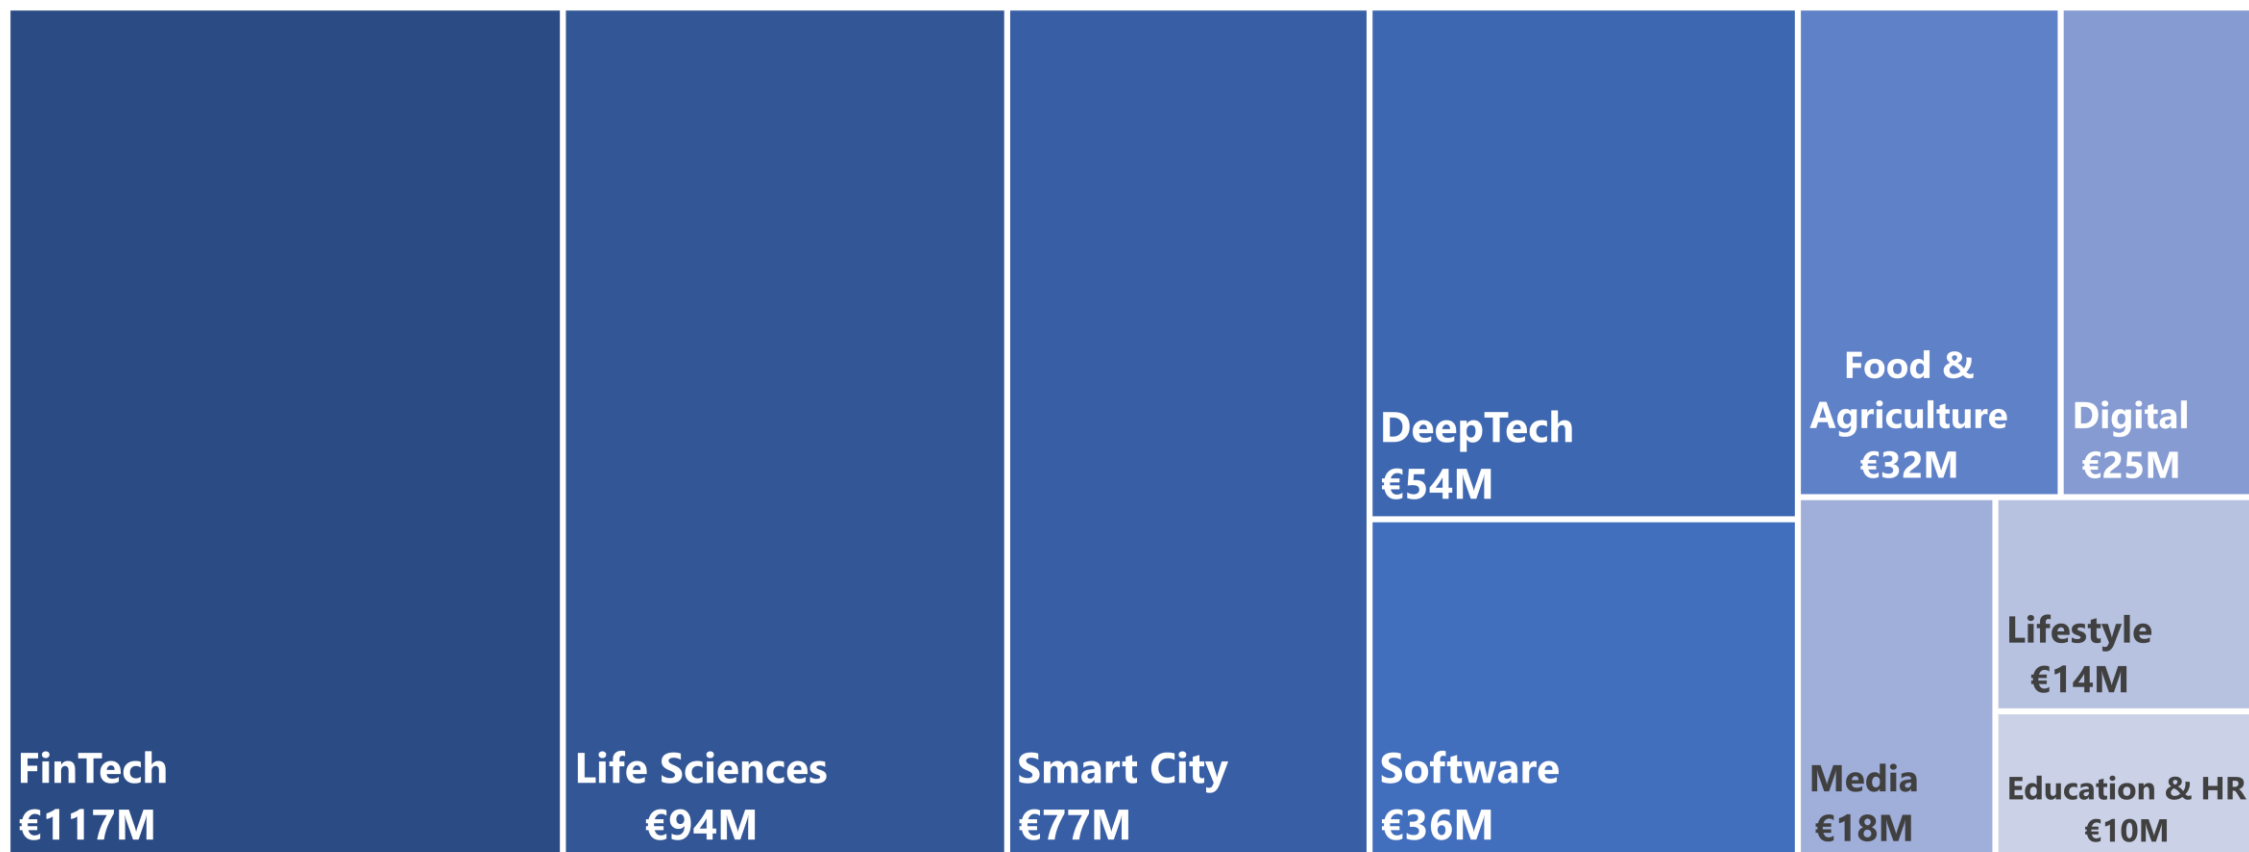 FinTech
€117M
Life Sciences
€94M
Smart City
€77M
DeepTech
€54M
Software
€36M
Food &
Agriculture
€32M
Digital
€25M
Media
€18M
Lifestyle
€14M
Education & HR
€10M